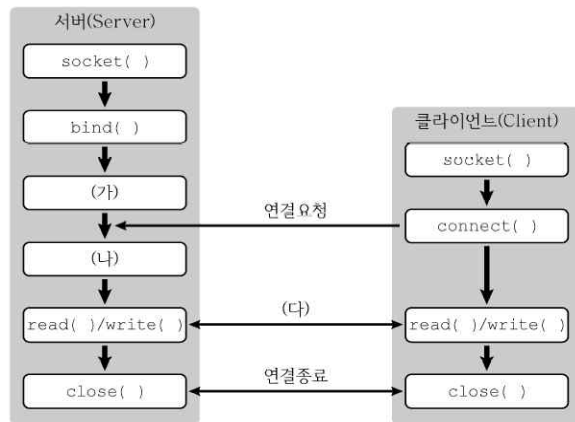 서버(Server)
socket( )
bind( )
(가)
(나)
read( )/write( )
close( )
연결요청
(다)
연결종료
클라이언트(Client)
socket( )
connect( )
read( )/write( )
close( )